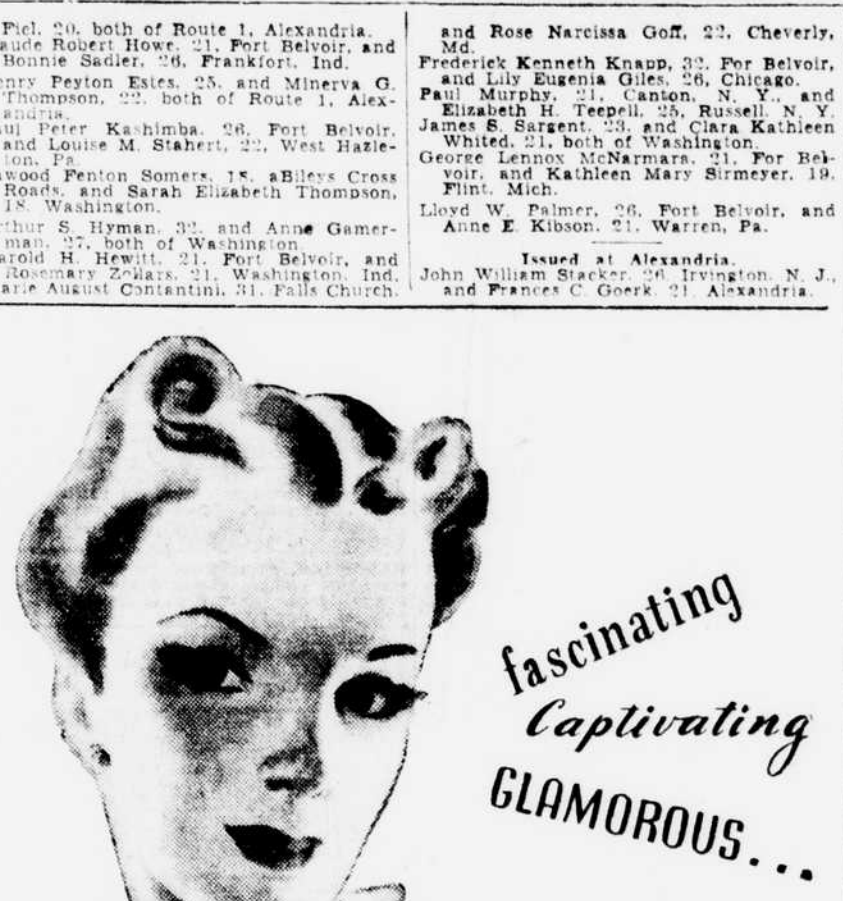 Fiel, 20, both of Route 1, Alexandria.
aude Robert Howe, 21, Fort Belvoir, and
Bonnie Sadler, 26, Frankfort, Ind.
enry Peyton Estes, 25, and Minerva G.
Thompson, 22, both of Route 1, Alex-
andria.
aul Peter Kashimba, 26, Fort Belvoir,
and Louise M. Stahert, 22, West Hazle-
ton, Pa.
wood Fenton Somers, 18, aBileys Cross
Roads, and Sarah Elizabeth Thompson,
18, Washington.
rthur S. Hyman, 32, and Anne Gamer-
man, 27, both of Washington.
arold H. Hewitt, 21, Fort Belvoir, and
Rosemary Zellars, 21, Washington, Ind.
arie August Contantini, 31, Falls Church,
and Rose Narcissa Goff, 22, Cheverly,
Md.
Frederick Kenneth Knapp, 32, For Belvoir,
and Lily Eugenia Giles, 26, Chicago.
Paul Murphy, 21, Canton, N. Y., and
Elizabeth H. Teepell, 25, Russell, N. Y.
James S. Sargent, 23, and Clara Kathleen
Whited, 21, both of Washington.
George Lennox McNarmara, 21, For Bel-
voir, and Kathleen Mary Sirmeyer, 19,
Flint, Mich.
Lloyd W. Palmer, 26, Fort Belvoir, and
Anne E. Kibson, 21, Warren, Pa.
Issued at Alexandria.
John William Stacker, 26, Irvington, N. J.,
and Frances C. Goerk, 21, Alexandria.
fascinating
Captivating
GLAMOROUS...